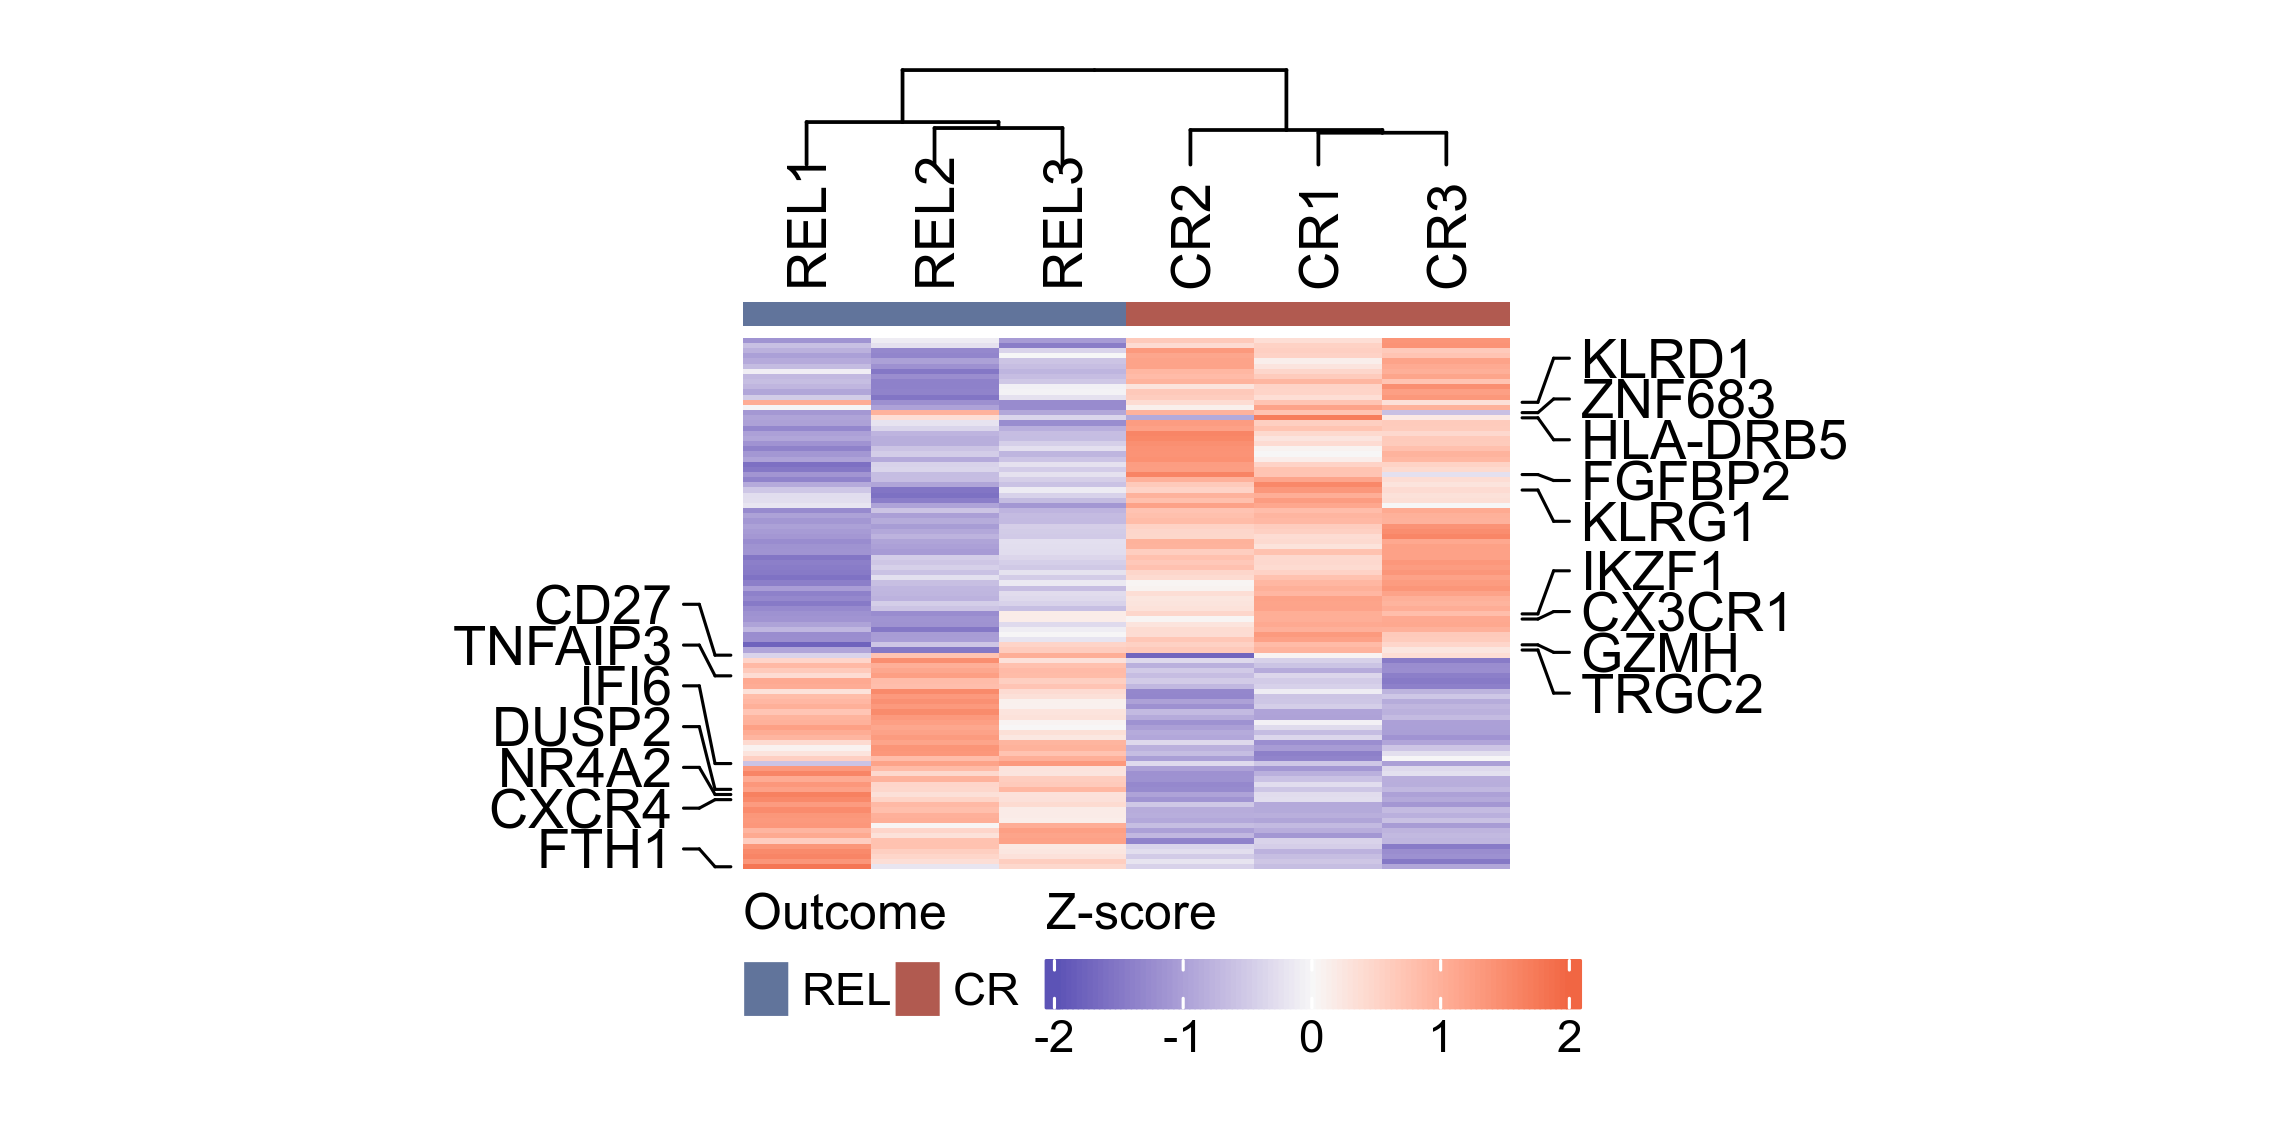 REL1
REL2
REL3
CR2
CR1
CR3
KLRD1
ZNF683
HLA-DRB5
FGFBP2
KLRG1
IKZF1
CX3CR1
GZMH
TRGC2
CD27
TNFAIP3
IFI6
DUSP2
NR4A2
CXCR4
FTH1
Outcome
REL CR
Z-score
-2 -1 0 1 2